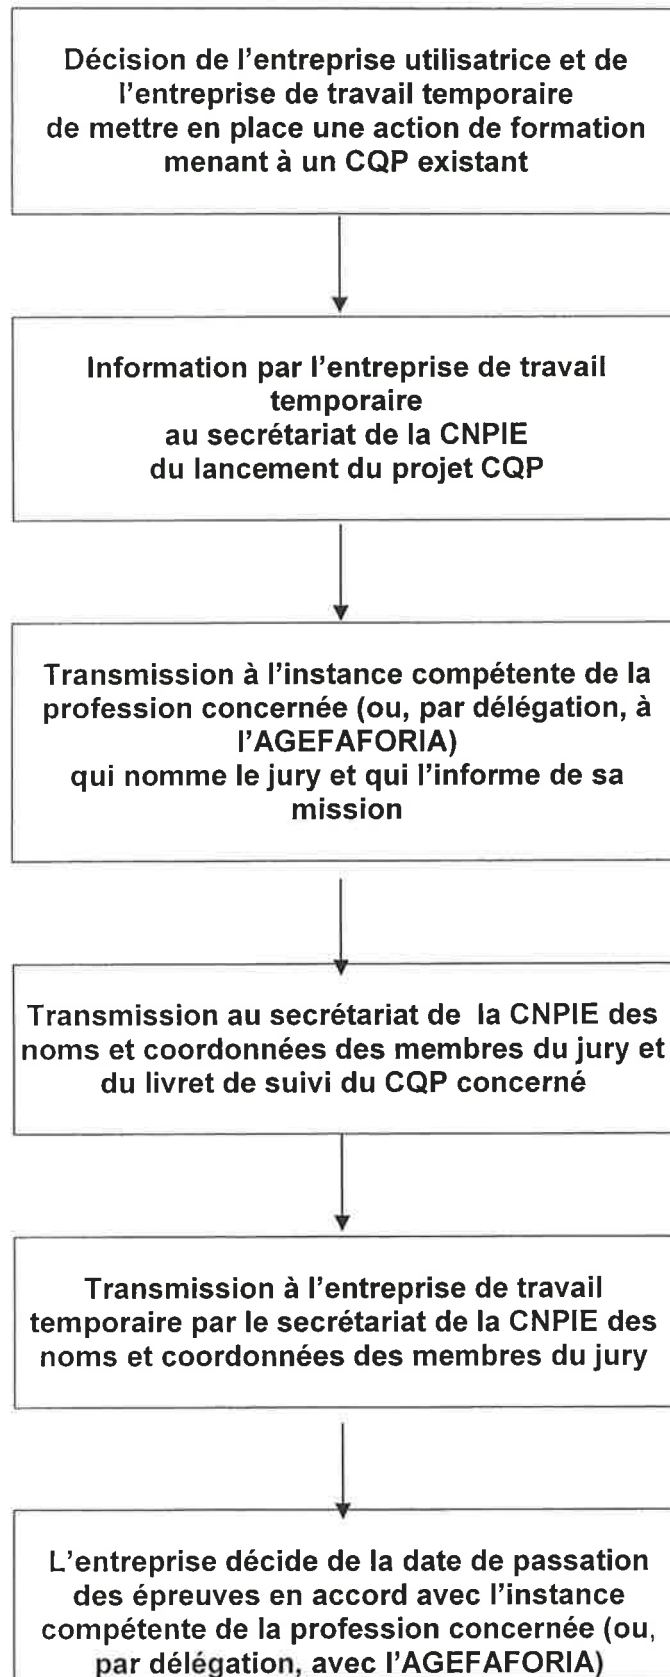 Décision de l'entreprise utilisatrice et de
l'entreprise de travail temporaire
de mettre en place une action de formation
menant à un CQP existant
Information par l'entreprise de travail
temporaire
au secrétariat de la CNPIE
du lancement du projet CQP
Transmission à l'instance compétente de la
profession concernée (ou, par délégation, à
l'AGEFAFORIA)
qui nomme le jury et qui l'informe de sa
mission
Transmission au secrétariat de la CNPIE des
noms et coordonnées des membres du jury et
du livret de suivi du CQP concerné
Transmission à l'entreprise de travail
temporaire par le secrétariat de la CNPIE des
noms et coordonnées des membres du jury
L'entreprise décide de la date de passation
des épreuves en accord avec l'instance
compétente de la profession concernée (ou,
par délégation, avec l'AGEFAFORIA)